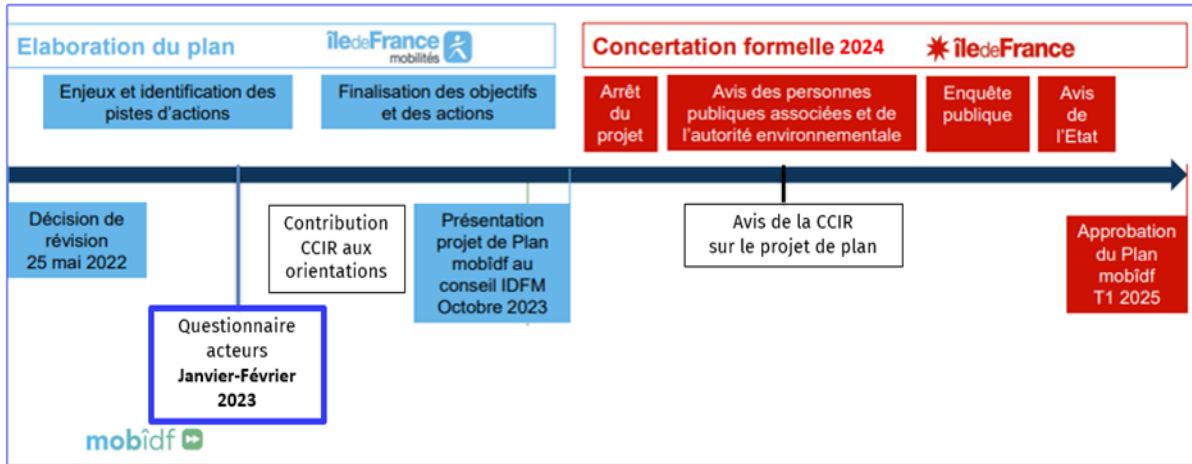 Elaboration du plan
îledeFrance
mobilités
Concertation formelle 2024
îledeFrance
Enjeux et identification des
pistes d'actions
Finalisation des objectifs
et des actions
Arrêt
du
projet
Avis des personnes
publiques associées et de
l'autorité environnementale
Enquête
publique
Avis
de
l'Etat
Décision de
révision
25 mai 2022
Contribution
CCIR aux
orientations
Présentation
projet de Plan
mobîdf au
conseil IDFM
Octobre 2023
Avis de la CCIR
sur le projet de plan
Approbation
du Plan
mobîdf
T1 2025
Questionnaire
acteurs
Janvier-Février
2023
mobîdf